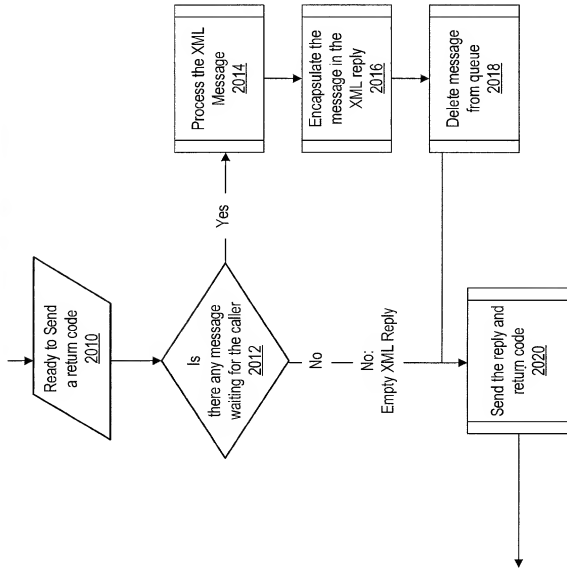 Ready to Send
a return code
2010
Is
there any message
waiting for the caller
2012
Yes
Process the XML
Message
2014
Encapsulate the
message in the
XML reply
2016
Delete message
from queue
2018
No
No:
Empty XML Reply
Send the reply and
return code
2020